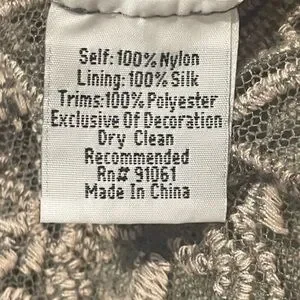 Self: 100% Nylon
Lining: 100% Silk
Trims:100% Polyester
Exclusive Of Decoration
Dry Clean
Recommended
Rn# 91061
Made In China